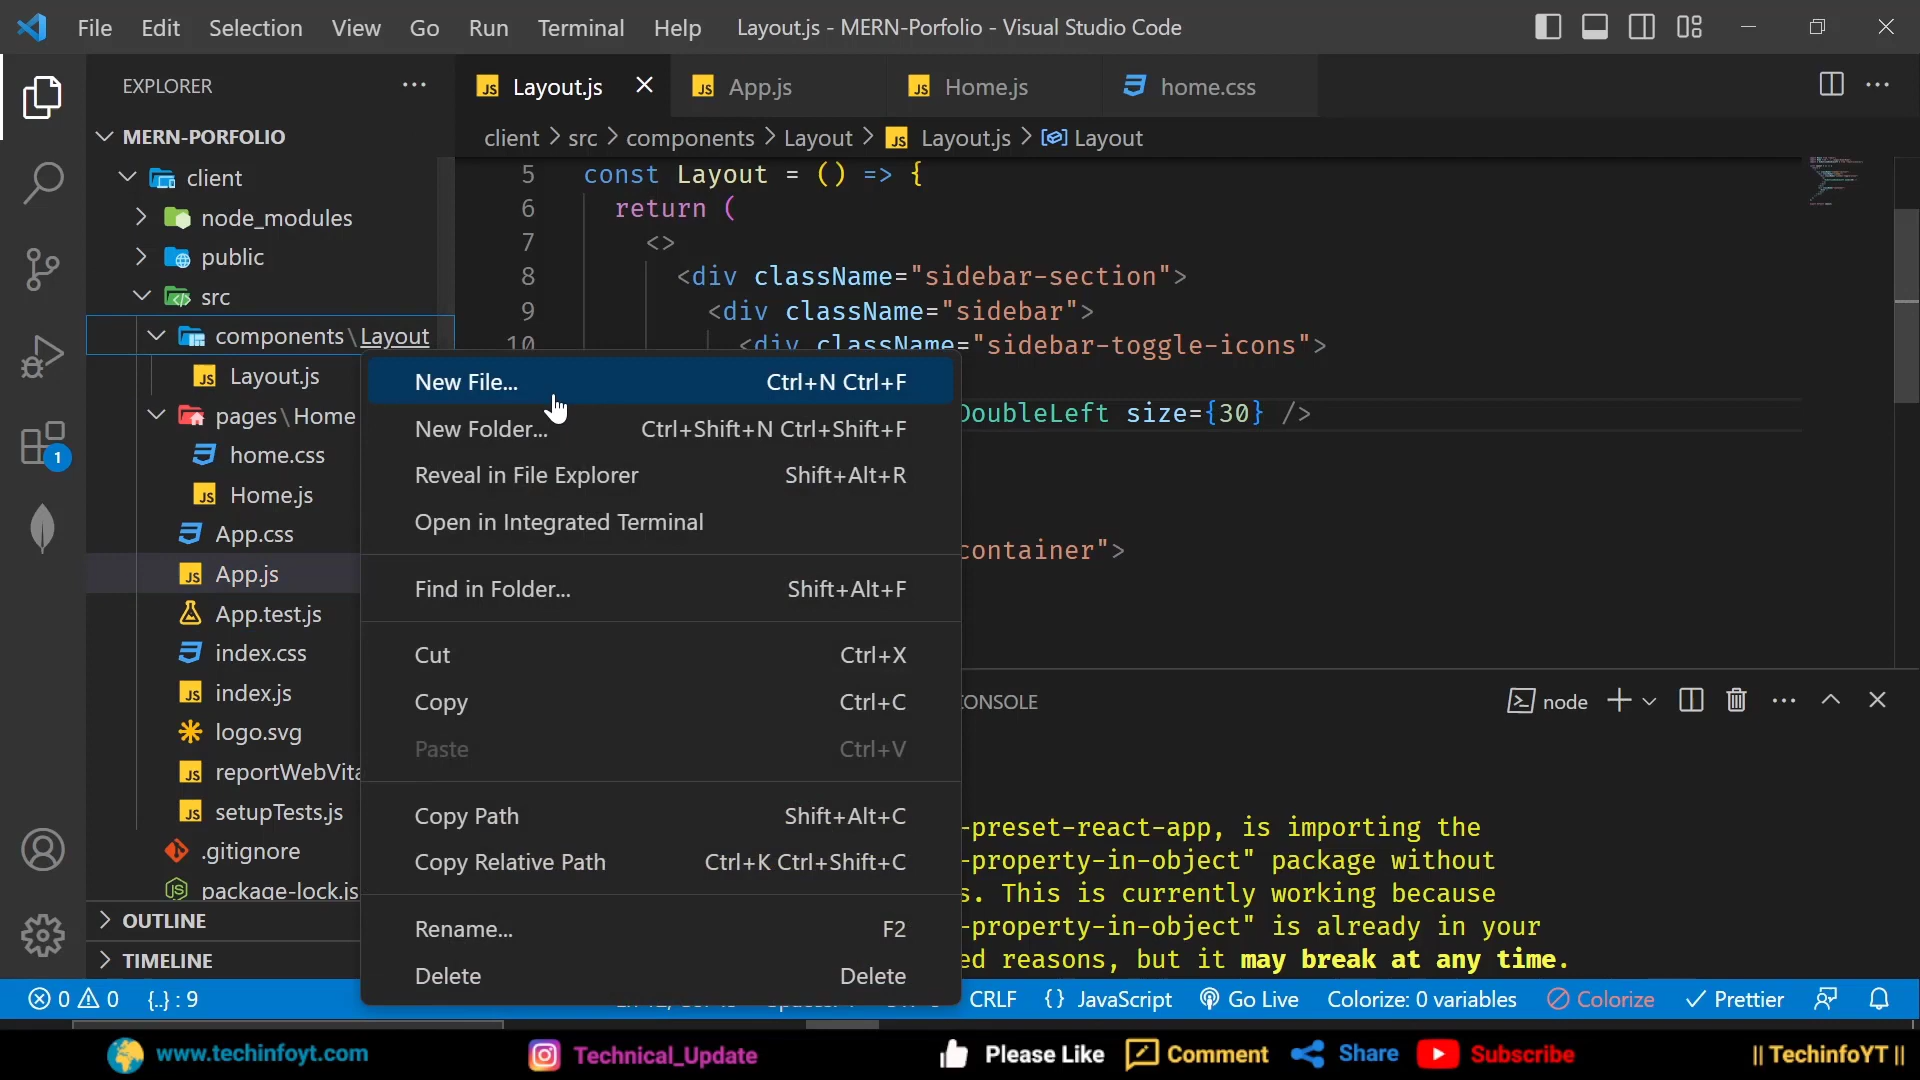 File Edit Selection View Go Run Terminal Help Layout.js - MERN-Porfolio - Visual Studio Code
EXPLORER
Layout.js App.js Home.js home.css
MERN-PORFOLIO
client > src > components > Layout > Layout.js > Layout
client
node_modules
public
src
components\Layout
Layout.js
pages\Home
home.css
Home.js
App.css
App.js
App.test.js
index.css
index.js
logo.svg
reportWebVita
setupTests.js
.gitignore
package-lock.js
OUTLINE
TIMELINE
5 const Layout = () => {
6 return (
7 <>
8 <div className="sidebar-section">
9 <div className="sidebar">
10 <div className="sidebar-toggle-icons">
DoubleLeft size={30} />
container">
New File... Ctrl+N Ctrl+F
New Folder... Ctrl+Shift+N Ctrl+Shift+F
Reveal in File Explorer Shift+Alt+R
Open in Integrated Terminal
Find in Folder... Shift+Alt+F
Cut Ctrl+X
Copy Ctrl+C
Paste Ctrl+V
Copy Path Shift+Alt+C
Copy Relative Path Ctrl+K Ctrl+Shift+C
Rename... F2
Delete Delete
ONSOLE node
-preset-react-app, is importing the
-property-in-object" package without
s. This is currently working because
-property-in-object" is already in your
ed reasons, but it may break at any time.
1
0 0 {..} : 9 CRLF {} JavaScript Go Live Colorize: 0 variables Colorize Prettier
www.techinfoyt.com Technical_Update Please Like Comment Share Subscribe || TechinfoYT ||